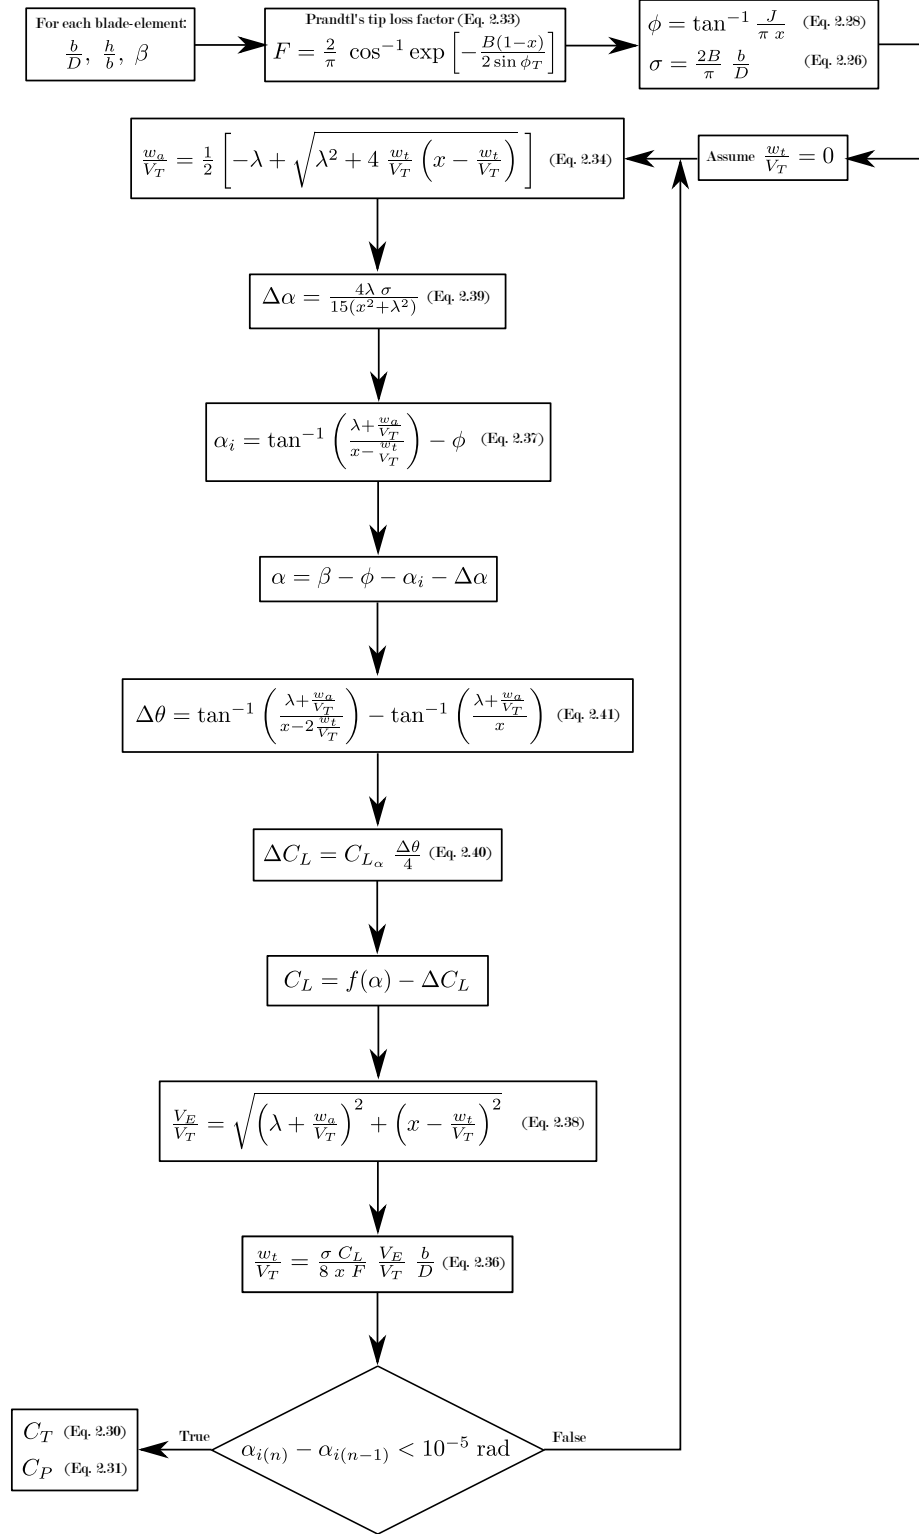 For each blade-element:
b/D, h/b, β
Prandtl's tip loss factor (Eq. 2.33)
F = 2/π cos⁻¹ exp [−B(1−x)/(2 sin ϕ_T)]
ϕ = tan⁻¹ J/(π x) (Eq. 2.28)
σ = 2B/π b/D (Eq. 2.26)
Assume w_t/V_T = 0
w_a/V_T = 1/2 [−λ + √(λ² + 4 w_t/V_T (x − w_t/V_T))] (Eq. 2.34)
Δα = 4λ σ/(15(x²+λ²)) (Eq. 2.39)
α_i = tan⁻¹ ((λ + w_a/V_T)/(x − w_t/V_T)) − ϕ (Eq. 2.37)
α = β − ϕ − α_i − Δα
Δθ = tan⁻¹ ((λ + w_a/V_T)/(x − 2 w_t/V_T)) − tan⁻¹ ((λ + w_a/V_T)/x) (Eq. 2.41)
ΔC_L = C_{L_α} Δθ/4 (Eq. 2.40)
C_L = f(α) − ΔC_L
V_E/V_T = √((λ + w_a/V_T)² + (x − w_t/V_T)²) (Eq. 2.38)
w_t/V_T = σ C_L/(8 x F) V_E/V_T b/D (Eq. 2.36)
α_{i(n)} − α_{i(n−1)} < 10⁻⁵ rad
True
False
C_T (Eq. 2.30)
C_P (Eq. 2.31)